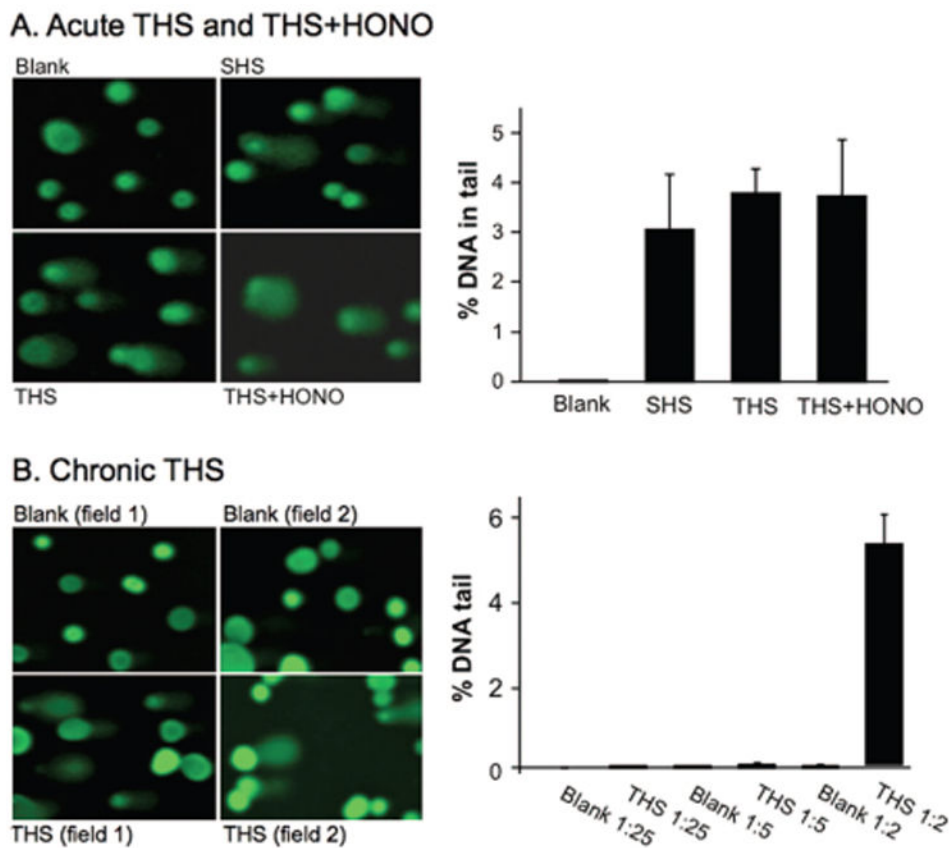 A. Acute THS and THS+HONO
Blank
SHS
THS
THS+HONO
% DNA in tail
5
4
3
2
1
0
Blank
SHS
THS
THS+HONO
B. Chronic THS
Blank (field 1)
Blank (field 2)
THS (field 1)
THS (field 2)
% DNA tail
6
4
2
0
Blank 1:25
THS 1:25
Blank 1:5
THS 1:5
Blank 1:2
THS 1:2